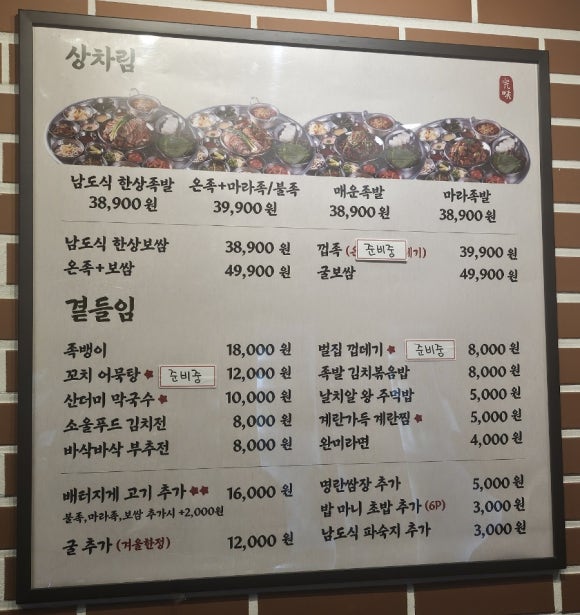 상차림
完味
남도식 한상족발 온족+마라족/불족 매운족발 마라족발
38,900 원 39,900 원 38,900 원 38,900 원
남도식 한상보쌈 38,900 원
온족+보쌈 49,900 원
껍족 준비중 데기) 39,900 원
굴보쌈 49,900 원
곁들임
족뱅이 18,000 원
꼬치 어묵탕 준비중 12,000 원
산더미 막국수 10,000 원
소울푸드 김치전 8,000 원
바삭바삭 부추전 8,000 원
벌집 껍데기 준비중 8,000 원
족발 김치볶음밥 8,000 원
날치알 왕 주먹밥 5,000 원
계란가득 계란찜 5,000 원
완미라면 4,000 원
배터지게 고기 추가 16,000 원
불족,마라족,보쌈 추가시 +2,000원
굴 추가 (겨울한정) 12,000 원
명란쌈장 추가 5,000 원
밥 마니 초밥 추가 (6P) 3,000 원
남도식 파숙지 추가 3,000 원